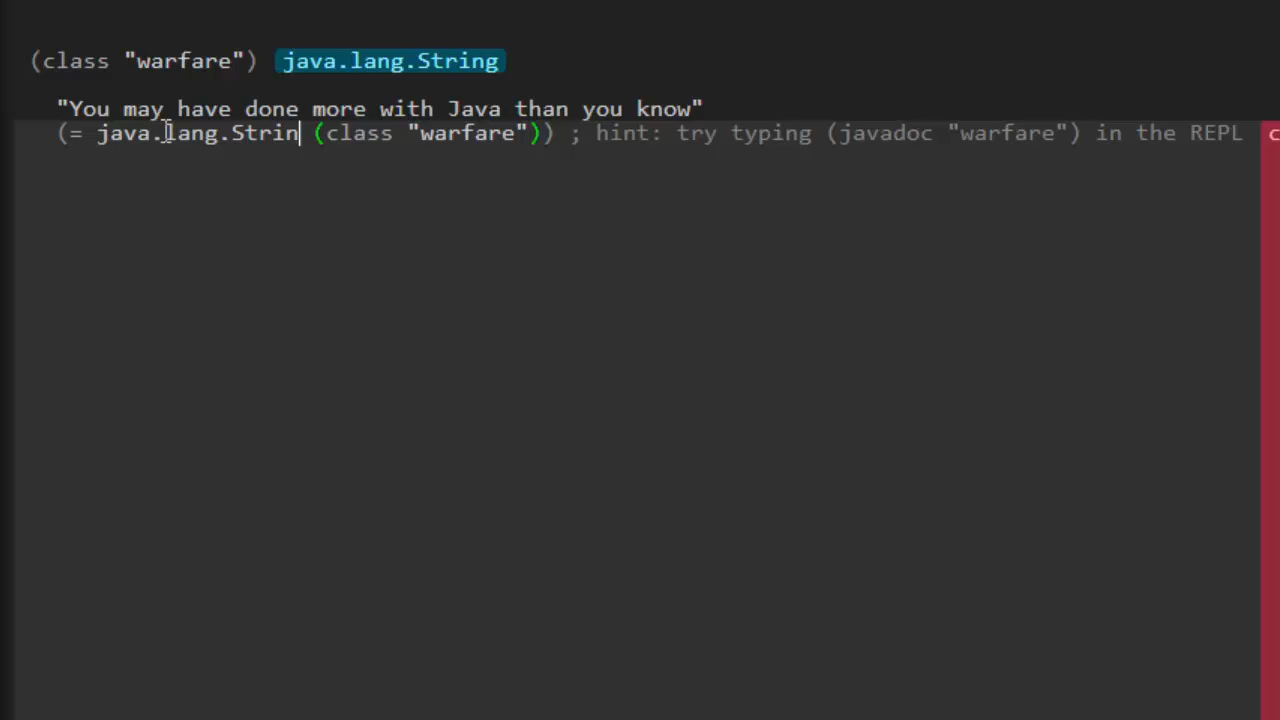 (class "warfare") java.lang.String
"You may have done more with Java than you know"
(= java.lang.Strin (class "warfare")) ; hint: try typing (javadoc "warfare") in the REPL c